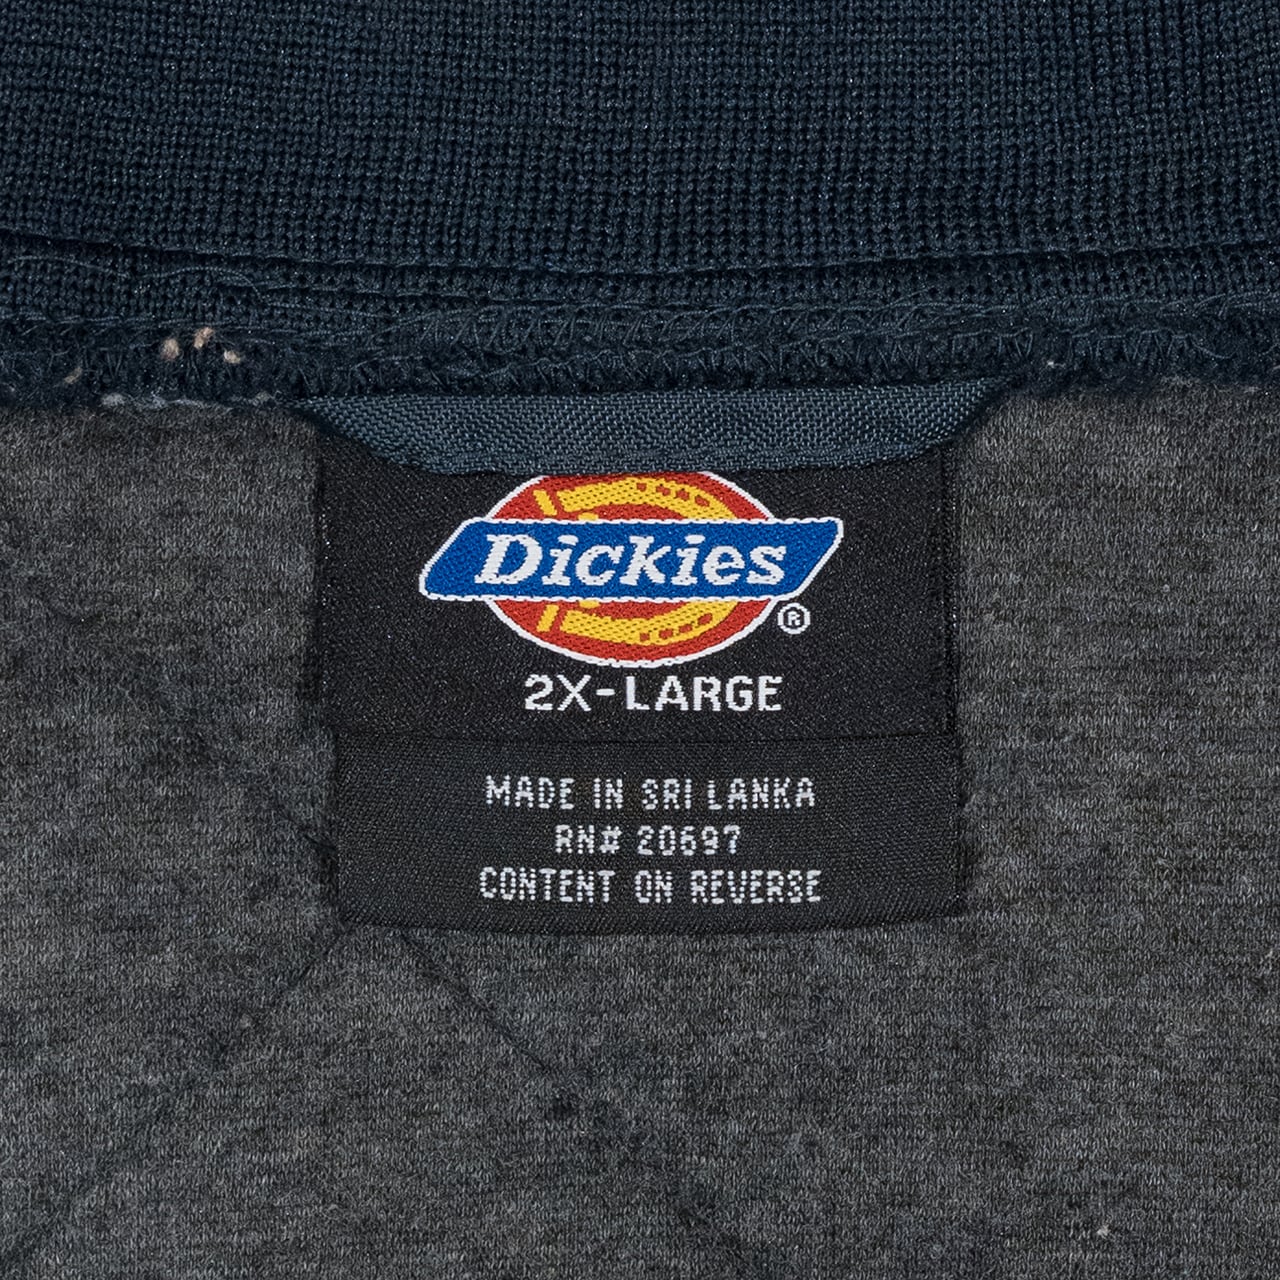 Dickies
®
2X-LARGE
MADE IN SRI LANKA
RN# 20697
CONTENT ON REVERSE